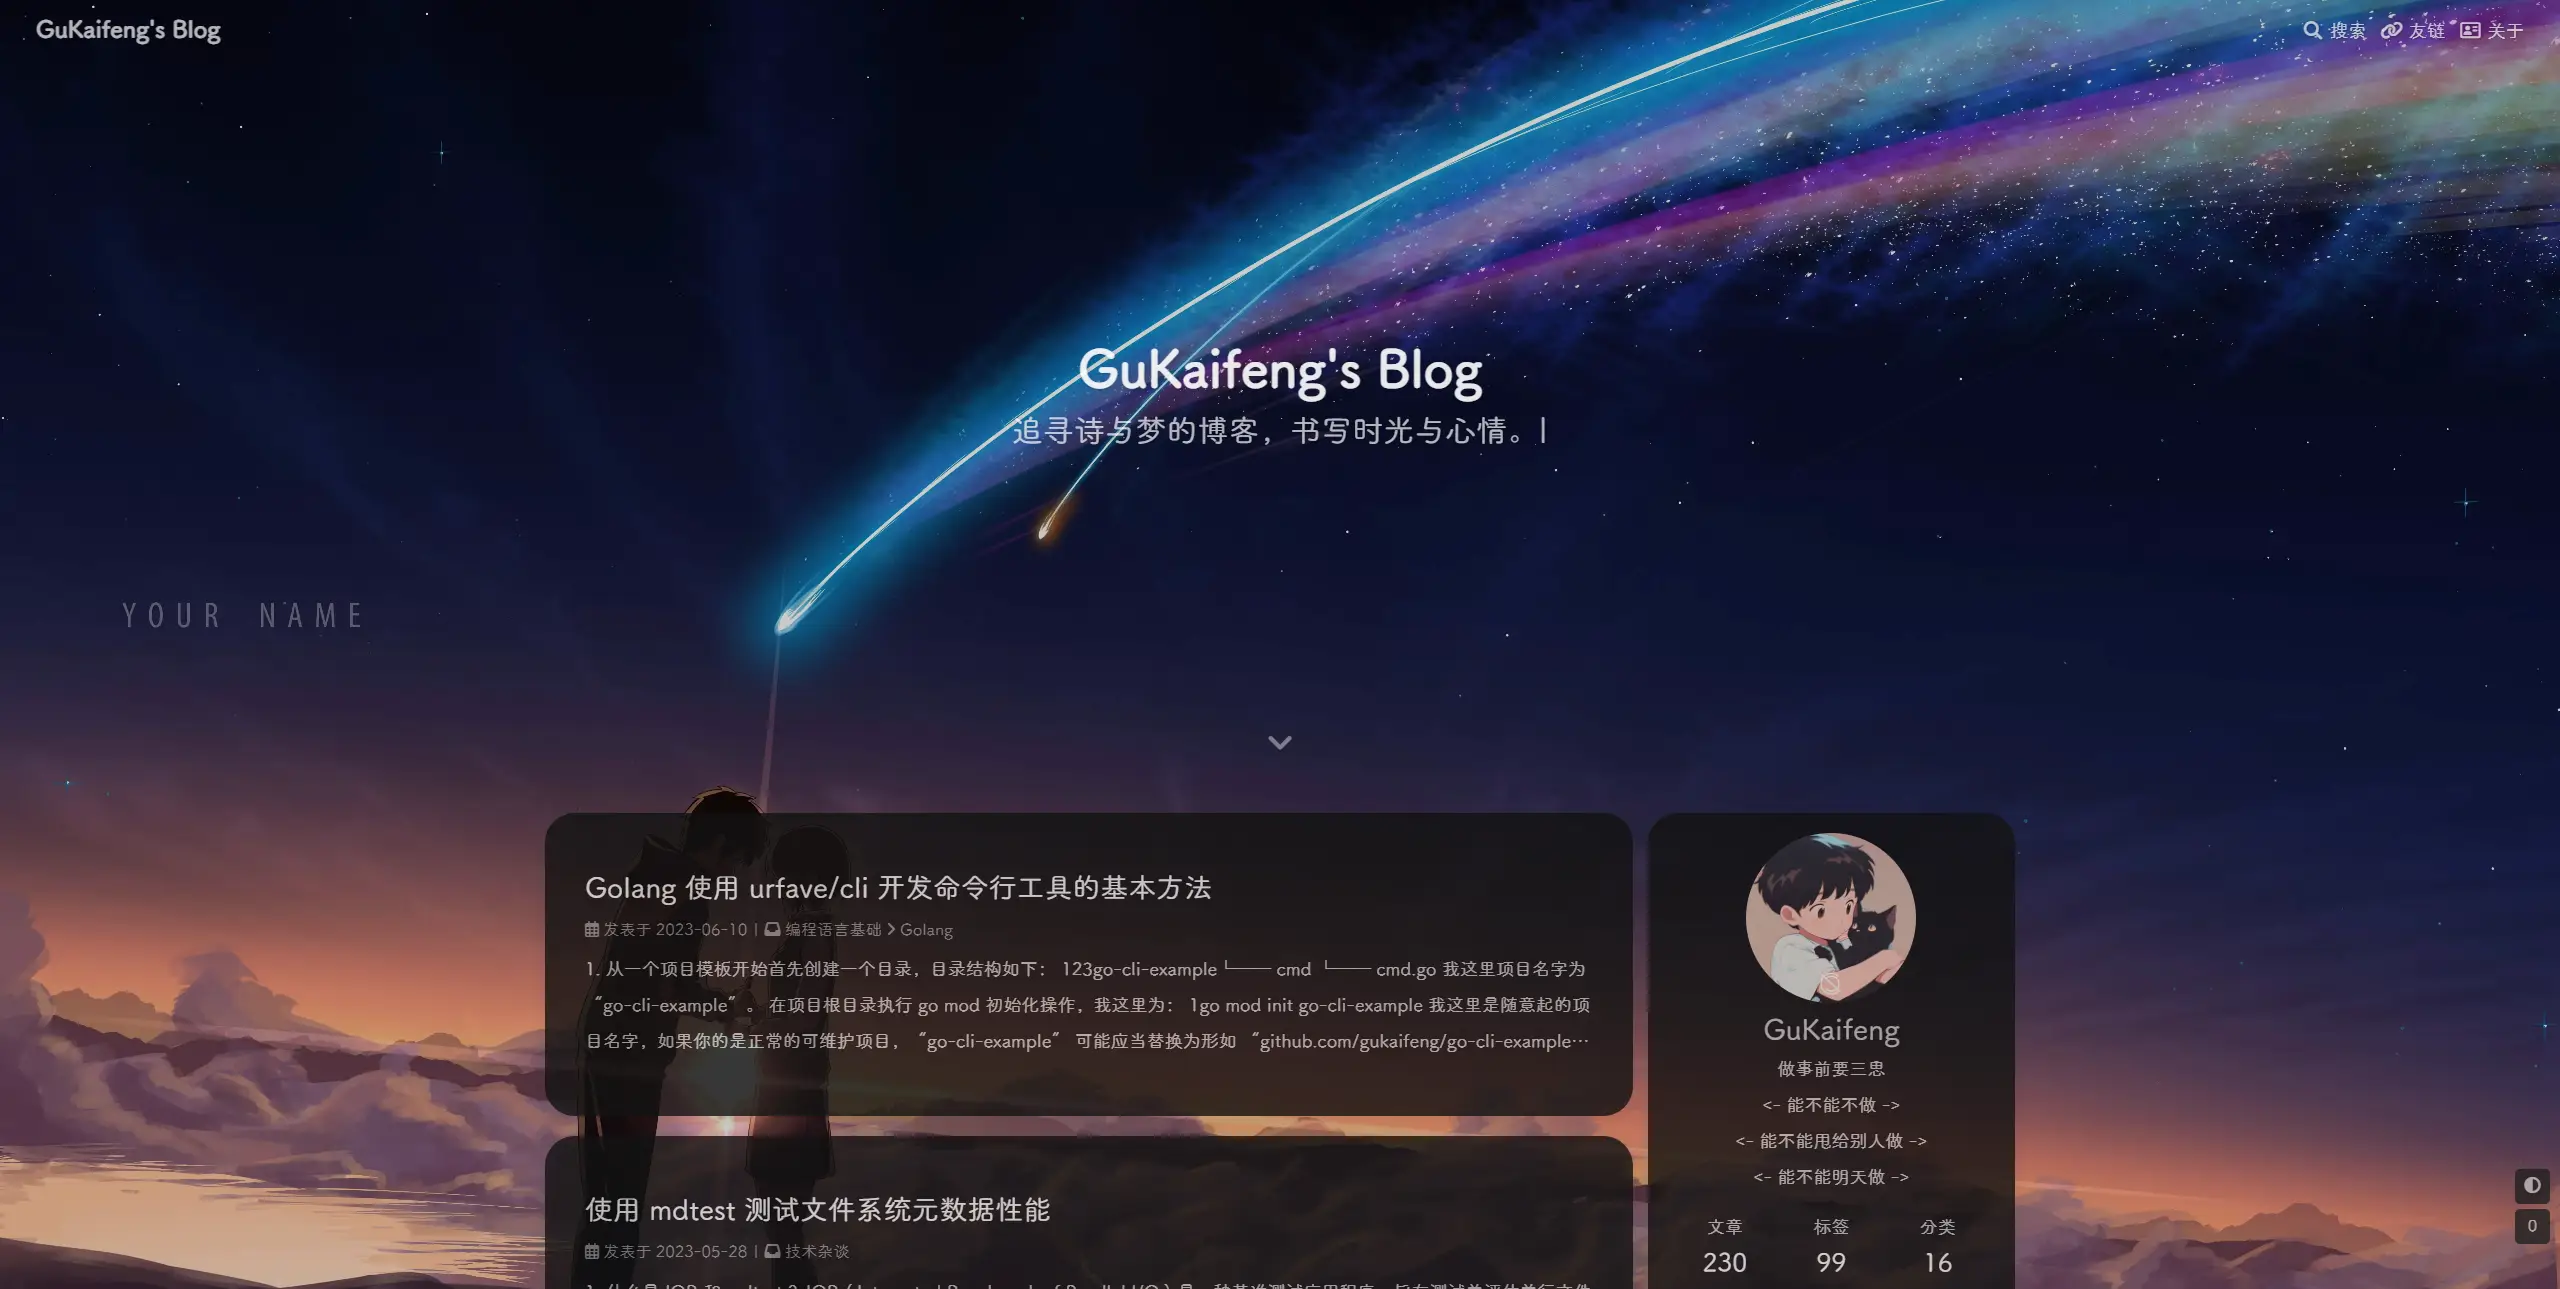 GuKaifeng's Blog
搜索 友链 关于
GuKaifeng's Blog
追寻诗与梦的博客，书写时光与心情。|
YOUR NAME
Golang 使用 urfave/cli 开发命令行工具的基本方法
发表于 2023-06-10 | 编程语言基础 > Golang
1. 从一个项目模板开始首先创建一个目录，目录结构如下： 123go-cli-example└── cmd └── cmd.go 我这里项目名字为
“go-cli-example”。 在项目根目录执行 go mod 初始化操作，我这里为： 1go mod init go-cli-example 我这里是随意起的项
目名字，如果你的是正常的可维护项目， “go-cli-example” 可能应当替换为形如 “github.com/gukaifeng/go-cli-example…
使用 mdtest 测试文件系统元数据性能
发表于 2023-05-28 | 技术杂谈
GuKaifeng
做事前要三思
<- 能不能不做 ->
<- 能不能甩给别人做 ->
<- 能不能明天做 ->
文章 标签 分类
230 99 16
0